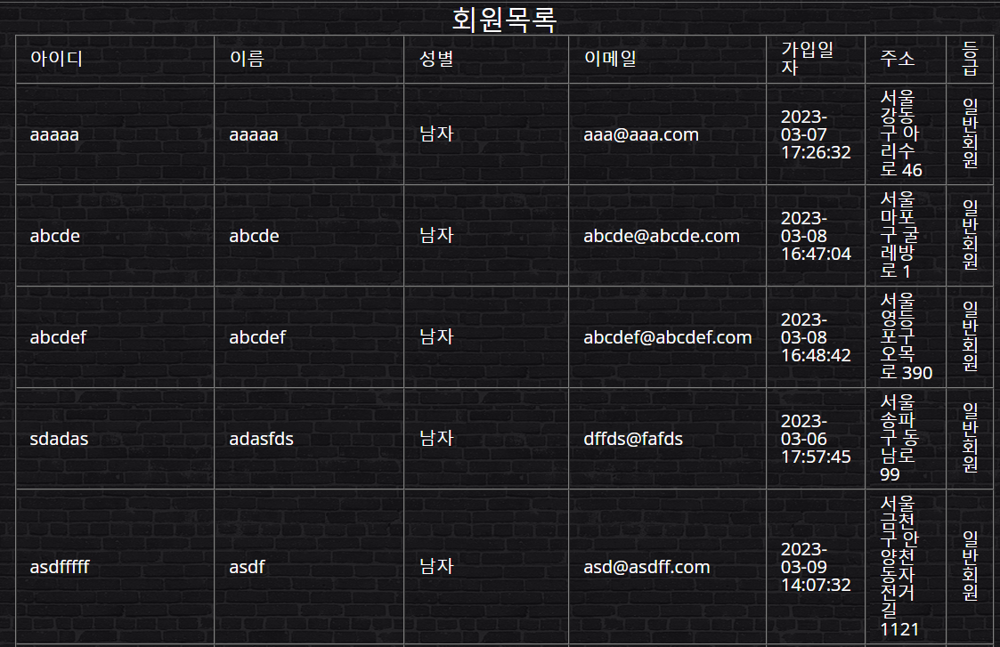 회원목록
아이디
이름
성별
이메일
가입일
자
주소
등
급
aaaaa
aaaaa
남자
aaa@aaa.com
2023-
03-07
17:26:32
서울
강동
구 아
리수
로 46
일
반
회
원
abcde
abcde
남자
abcde@abcde.com
2023-
03-08
16:47:04
서울
마포
구 굴
레방
로 1
일
반
회
원
abcdef
abcdef
남자
abcdef@abcdef.com
2023-
03-08
16:48:42
서울
영등
포구
오목
로 390
일
반
회
원
sdadas
adasfds
남자
dffds@fafds
2023-
03-06
17:57:45
서울
송파
구 동
남로
99
일
반
회
원
asdfffff
asdf
남자
asd@asdff.com
2023-
03-09
14:07:32
서울
금천
구 안
양천
동자
전거
길
1121
일
반
회
원